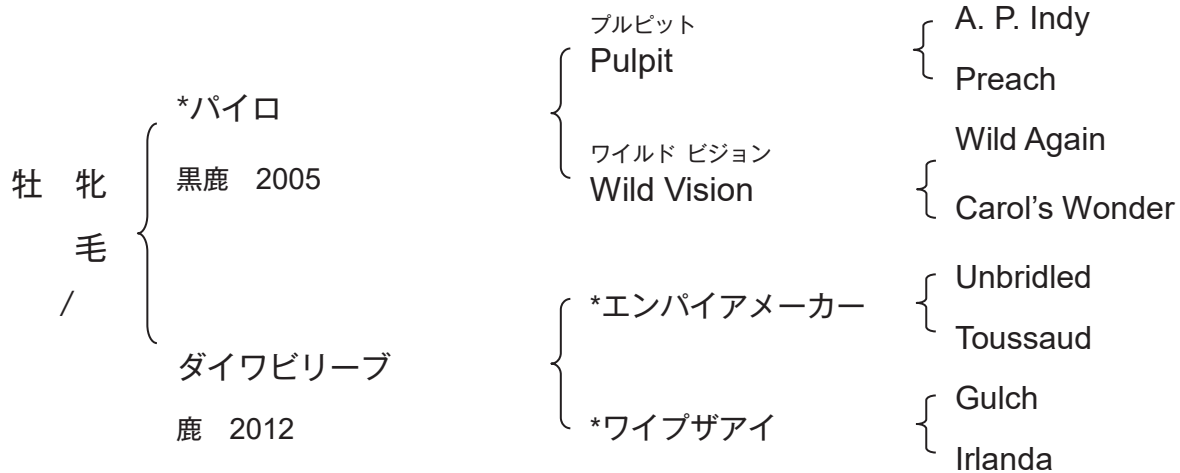 牡 牝
毛
/
*パイロ
黒鹿 2005
プルピット
Pulpit
A. P. Indy
Preach
ワイルド ビジョン
Wild Vision
Wild Again
Carol’s Wonder
ダイワビリーブ
鹿 2012
*エンパイアメーカー
Unbridled
Toussaud
*ワイプザアイ
Gulch
Irlanda